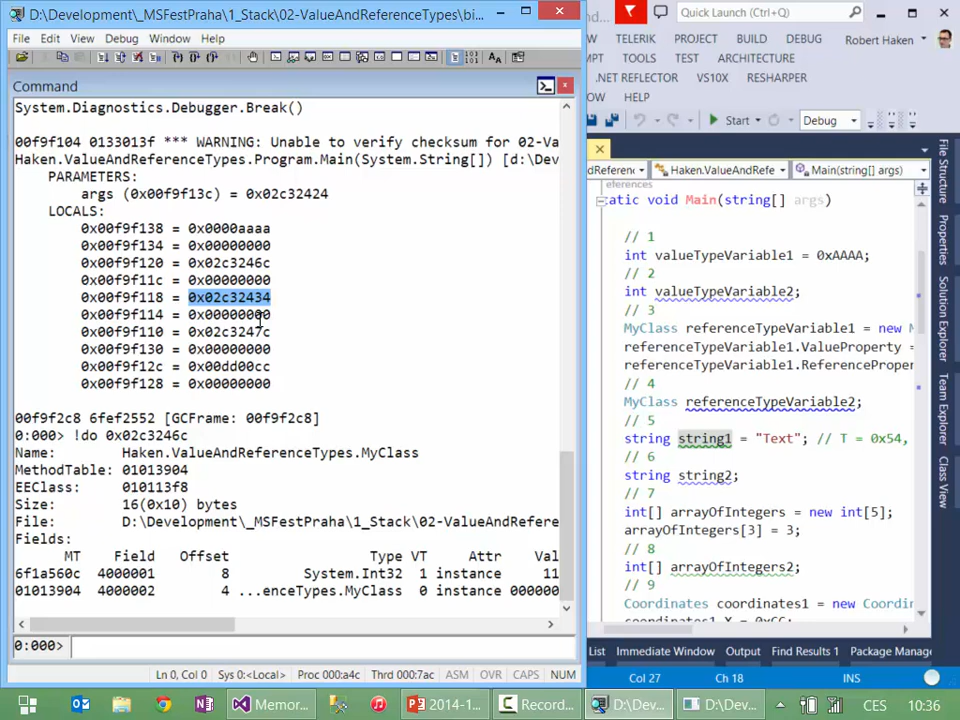 D:\Development\_MSFestPraha\1_Stack\02-ValueAndReferenceTypes\bi...
File Edit View Debug Window Help
Command
System.Diagnostics.Debugger.Break()
00f9f104 0133013f *** WARNING: Unable to verify checksum for 02-Va
Haken.ValueAndReferenceTypes.Program.Main(System.String[]) [d:\Dev
PARAMETERS:
args (0x00f9f13c) = 0x02c32424
LOCALS:
0x00f9f138 = 0x0000aaaa
0x00f9f134 = 0x00000000
0x00f9f120 = 0x02c3246c
0x00f9f11c = 0x00000000
0x00f9f118 = 0x02c32434
0x00f9f114 = 0x00000000
0x00f9f110 = 0x02c3247c
0x00f9f130 = 0x00000000
0x00f9f12c = 0x00dd00cc
0x00f9f128 = 0x00000000
00f9f2c8 6fef2552 [GCFrame: 00f9f2c8]
0:000> !do 0x02c3246c
Name: Haken.ValueAndReferenceTypes.MyClass
MethodTable: 01013904
EEClass: 010113f8
Size: 16(0x10) bytes
File: D:\Development\_MSFestPraha\1_Stack\02-ValueAndRefere
Fields:
MT Field Offset Type VT Attr Val
6f1a560c 4000001 8 System.Int32 1 instance 11
01013904 4000002 4 ...enceTypes.MyClass 0 instance 000000
0:000>
Ln 0, Col 0 Sys 0:<Local> Proc 000:a4c Thrd 000:7ac ASM OVR CAPS NUM
nd... Quick Launch (Ctrl+Q)
TELERIK PROJECT BUILD DEBUG Robert Haken
MPT TOOLS TEST ARCHITECTURE
.NET REFLECTOR VS10X RESHARPER
OW HELP
Start Debug
dRefere Haken.ValueAndRefe Main(string[] args)
references
tatic void Main(string[] args)
// 1
int valueTypeVariable1 = 0xAAAA;
// 2
int valueTypeVariable2;
// 3
MyClass referenceTypeVariable1 = new M
referenceTypeVariable1.ValueProperty =
referenceTypeVariable1.ReferenceProper
// 4
MyClass referenceTypeVariable2;
// 5
string string1 = "Text"; // T = 0x54,
// 6
string string2;
// 7
int[] arrayOfIntegers = new int[5];
arrayOfIntegers[3] = 3;
// 8
int[] arrayOfIntegers2;
// 9
Coordinates coordinates1 = new Coordin
coordinates1.X = 0xCC;
File Structure
Properties
Solution Explorer
Team Explorer
Class View
Immediate Window Output Find Results 1 Package Manag
Col 27 Ch 18 INS
Memor... 2014-1... Record... D:\Dev... D:\Dev... CES 10:36